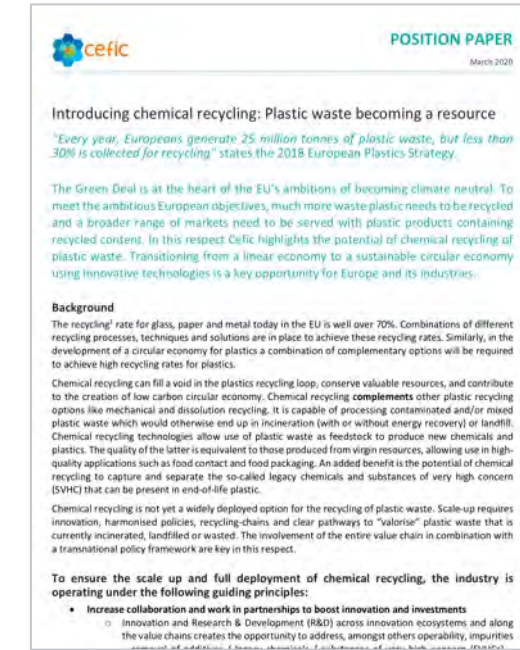 cefic
POSITION PAPER
March 2020
Introducing chemical recycling: Plastic waste becoming a resource
"Every year, Europeans generate 25 million tonnes of plastic waste, but less than
30% is collected for recycling" states the 2018 European Plastics Strategy.
The Green Deal is at the heart of the EU's ambitions of becoming climate neutral. To
meet the ambitious European objectives, much more waste plastic needs to be recycled
and a broader range of markets need to be served with plastic products containing
recycled content. In this respect Cefic highlights the potential of chemical recycling of
plastic waste. Transitioning from a linear economy to a sustainable circular economy
using innovative technologies is a key opportunity for Europe and its industries.
Background
The recycling¹ rate for glass, paper and metal today in the EU is well over 70%. Combinations of different
recycling processes, techniques and solutions are in place to achieve these recycling rates. Similarly, in the
development of a circular economy for plastics a combination of complementary options will be required
to achieve high recycling rates for plastics.
Chemical recycling can fill a void in the plastics recycling loop, conserve valuable resources, and contribute
to the creation of low carbon circular economy. Chemical recycling complements other plastic recycling
options like mechanical and dissolution recycling. It is capable of processing contaminated and/or mixed
plastic waste which would otherwise end up in incineration (with or without energy recovery) or landfill.
Chemical recycling technologies allow use of plastic waste as feedstock to produce new chemicals and
plastics. The quality of the latter is equivalent to those produced from virgin resources, allowing use in high-
quality applications such as food contact and food packaging. An added benefit is the potential of chemical
recycling to capture and separate the so-called legacy chemicals and substances of very high concern
(SVHC) that can be present in end-of-life plastic.
Chemical recycling is not yet a widely deployed option for the recycling of plastic waste. Scale-up requires
innovation, harmonised policies, recycling-chains and clear pathways to "valorise" plastic waste that is
currently incinerated, landfilled or wasted. The involvement of the entire value chain in combination with
a transnational policy framework are key in this respect.
To ensure the scale up and full deployment of chemical recycling, the industry is
operating under the following guiding principles:
• Increase collaboration and work in partnerships to boost innovation and investments
○ Innovation and Research & Development (R&D) across innovation ecosystems and along
the value chains creates the opportunity to address, amongst others operability, impurities